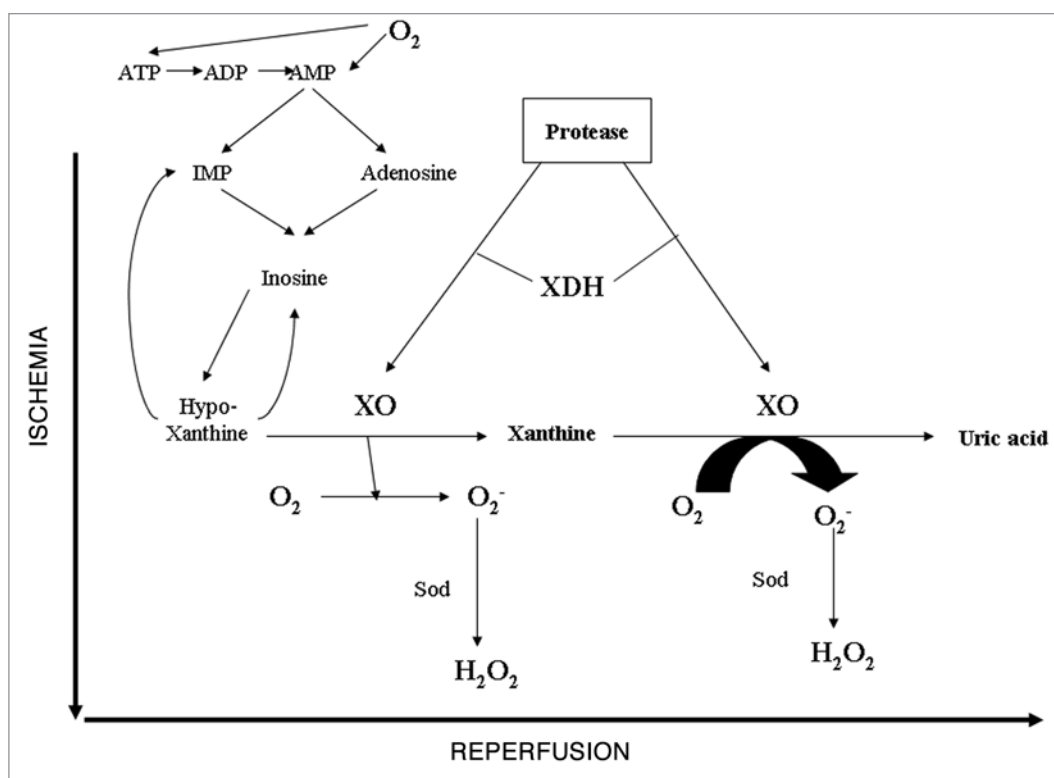 O₂
ATP ADP AMP
Protease
IMP Adenosine
Inosine
XDH
Hypo-
Xanthine
XO
Xanthine
XO
Uric acid
O₂ O₂⁻
O₂ O₂⁻
Sod
Sod
H₂O₂
H₂O₂
ISCHEMIA
REPERFUSION